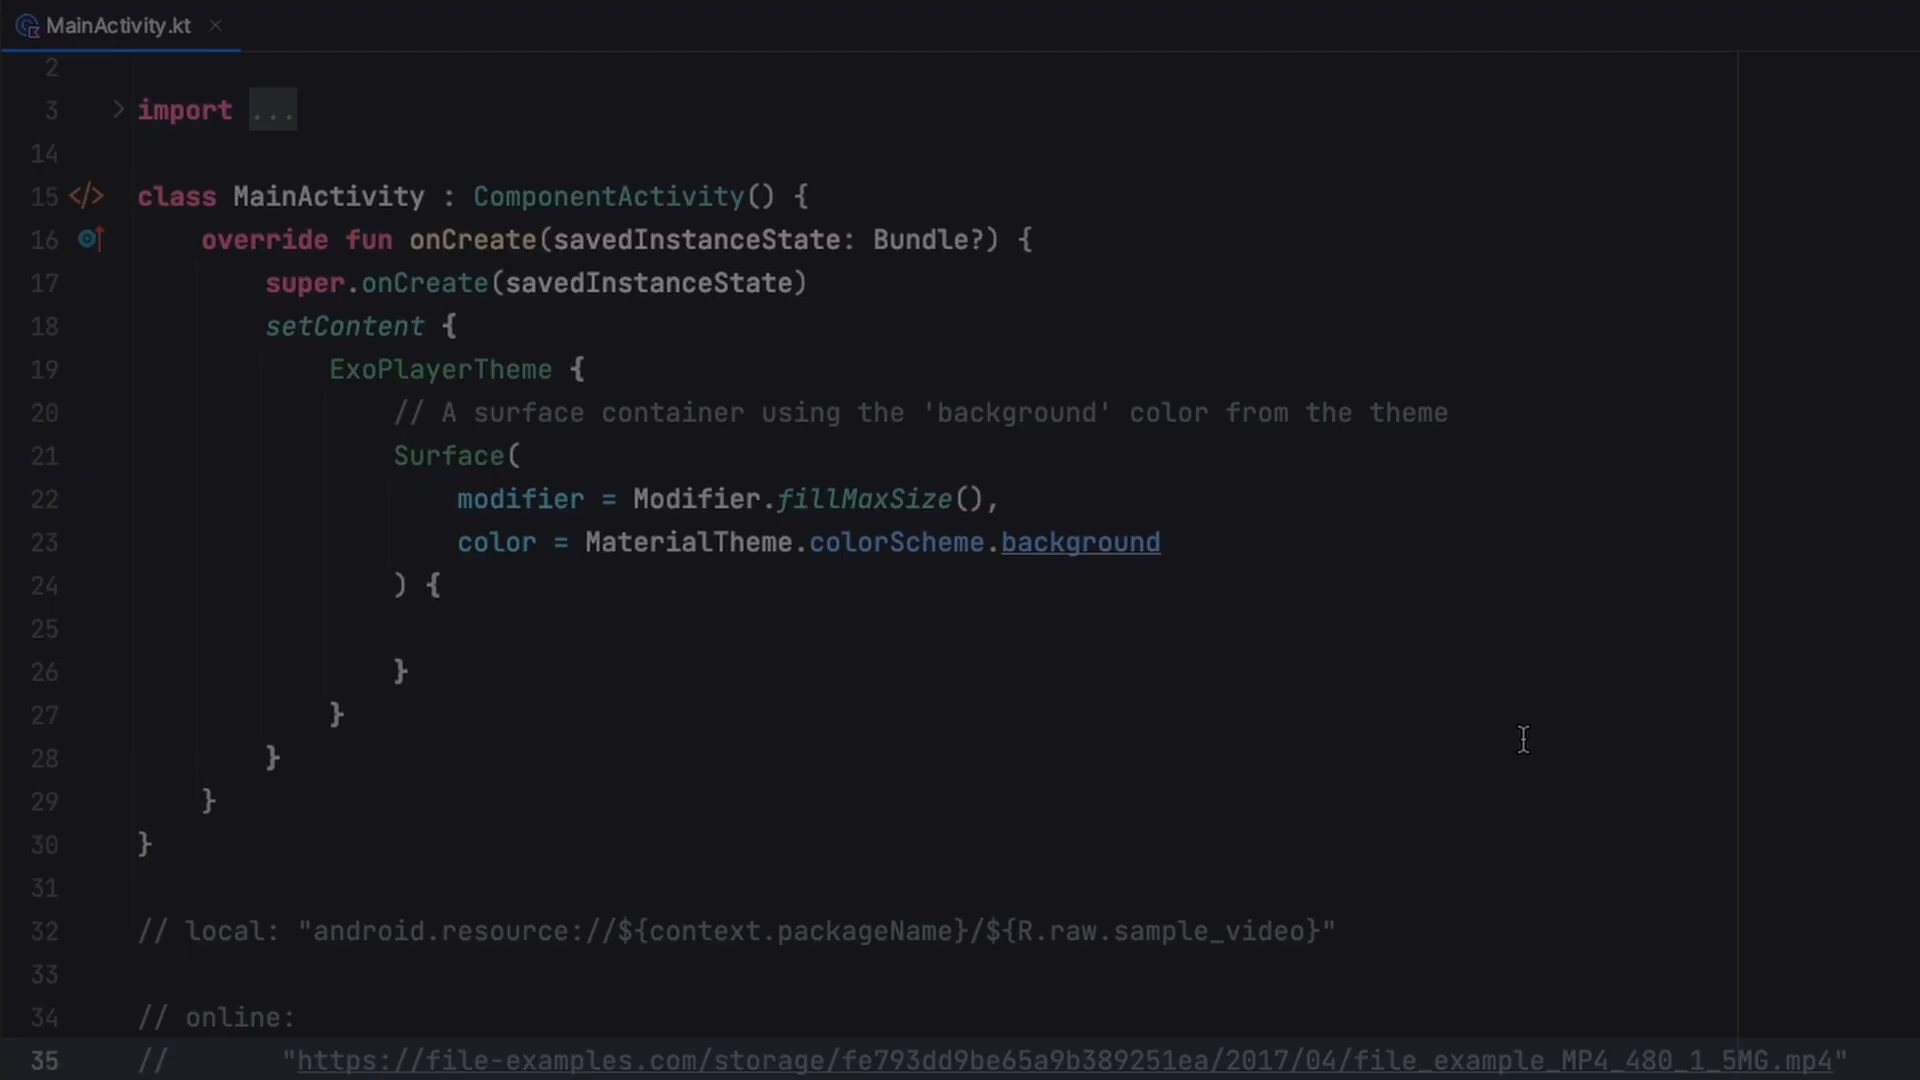 MainActivity.kt
2
3 import ...
14
15 class MainActivity : ComponentActivity() {
16 override fun onCreate(savedInstanceState: Bundle?) {
17 super.onCreate(savedInstanceState)
18 setContent {
19 ExoPlayerTheme {
20 // A surface container using the 'background' color from the theme
21 Surface(
22 modifier = Modifier.fillMaxSize(),
23 color = MaterialTheme.colorScheme.background
24 ) {
25
26 }
27 }
28 }
29 }
30 }
31
32 // local: "android.resource://${context.packageName}/${R.raw.sample_video}"
33
34 // online:
35 // "https://file-examples.com/storage/fe793dd9be65a9b389251ea/2017/04/file_example_MP4_480_1_5MG.mp4"